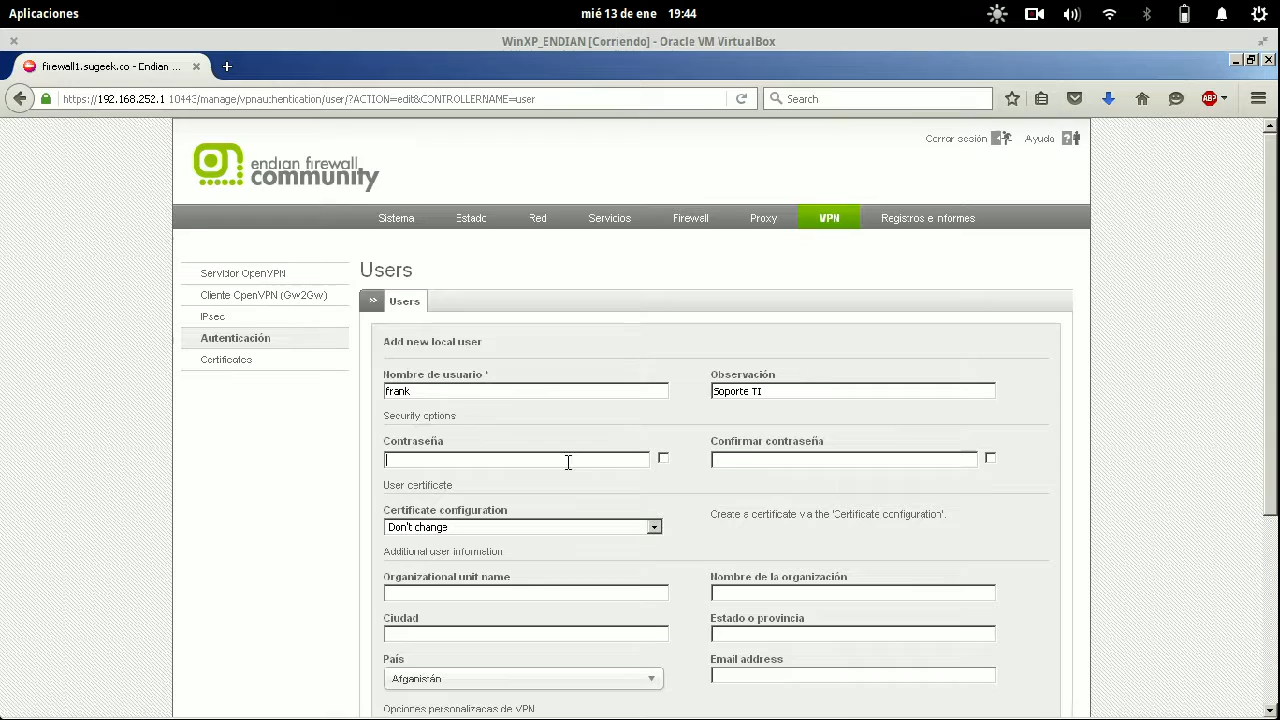 Aplicaciones
mié 13 de ene 19:44
WinXP_ENDIAN [Corriendo] - Oracle VM VirtualBox
firewall1.sugeek.co - Endian ...
https://192.168.252.1:10443/manage/vpnauthentication/user/?ACTION=edit&CONTROLLERNAME=user
Search
ABP
Cerrar sesión
Ayuda
endian firewall
community
Sistema
Estado
Red
Servicios
Firewall
Proxy
VPN
Registros e Informes
Servidor OpenVPN
Cliente OpenVPN (Gw2Gw)
IPsec
Autenticación
Certificates
Users
>> Users
Add new local user
Nombre de usuario *
Observación
frank
Soporte TI
Security options
Contraseña
Confirmar contraseña
User certificate
Certificate configuration
Create a certificate via the 'Certificate configuration'.
Don't change
Additional user information
Organizational unit name
Nombre de la organización
Ciudad
Estado o provincia
País
Email address
Afganistán
Opciones personalizadas de VPN